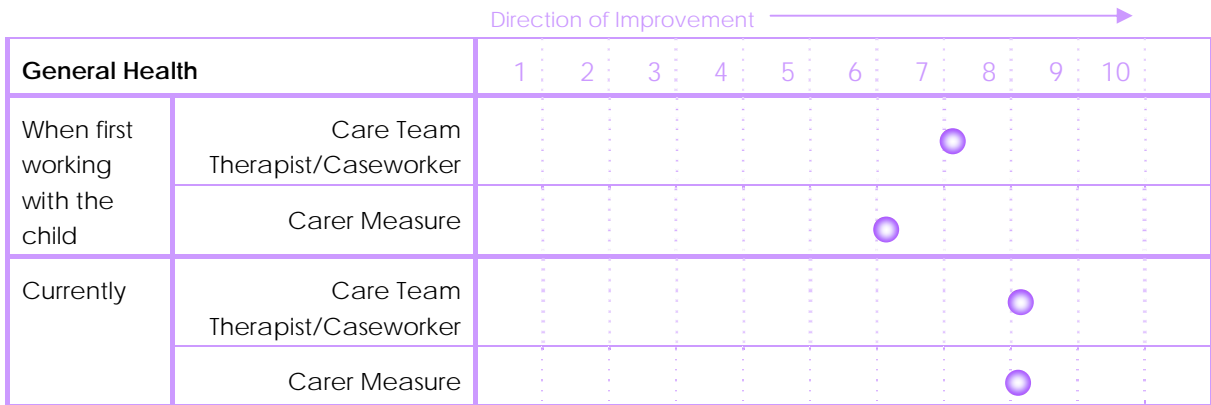 Direction of Improvement
General Health 1 2 3 4 5 6 7 8 9 10
When first
working
with the
child
Care Team
Therapist/Caseworker
Carer Measure
Currently
Care Team
Therapist/Caseworker
Carer Measure